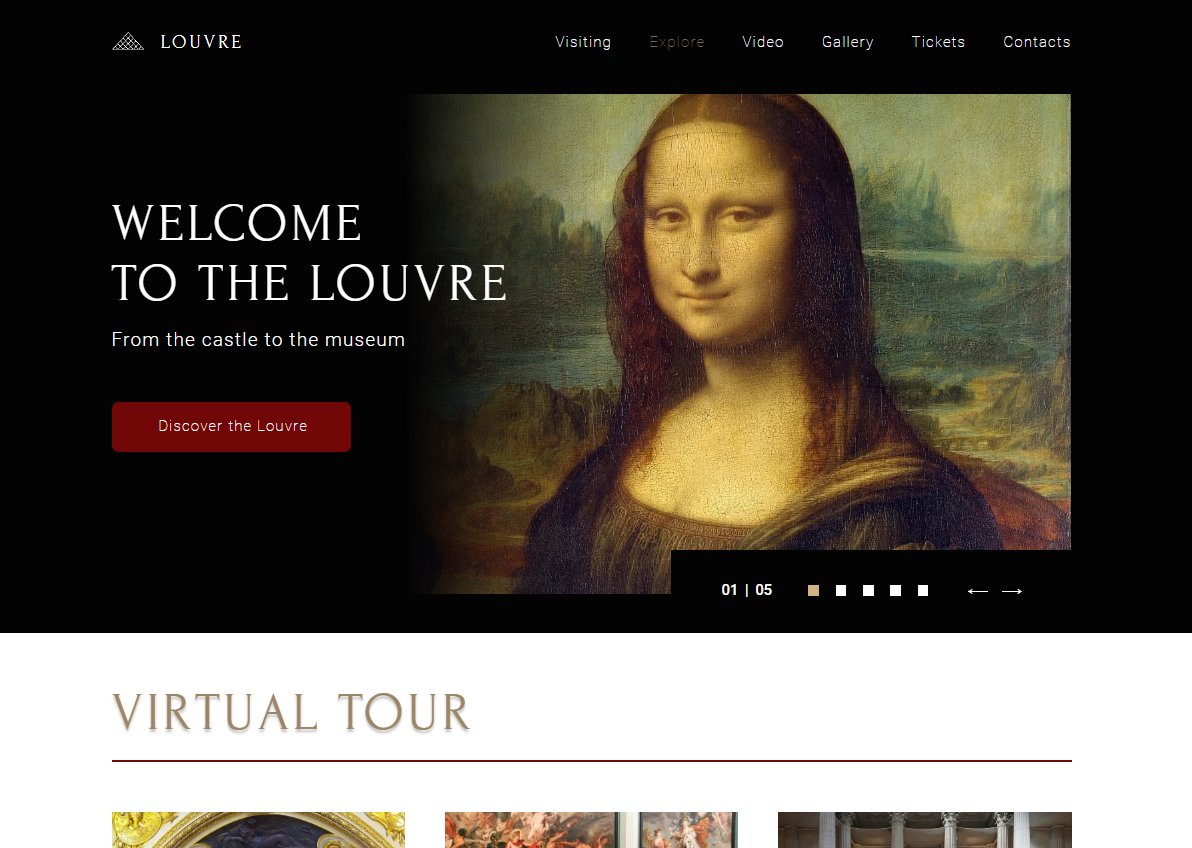 LOUVRE
Visiting Explore Video Gallery Tickets Contacts
WELCOME
TO THE LOUVRE
From the castle to the museum
Discover the Louvre
01 | 05
VIRTUAL TOUR